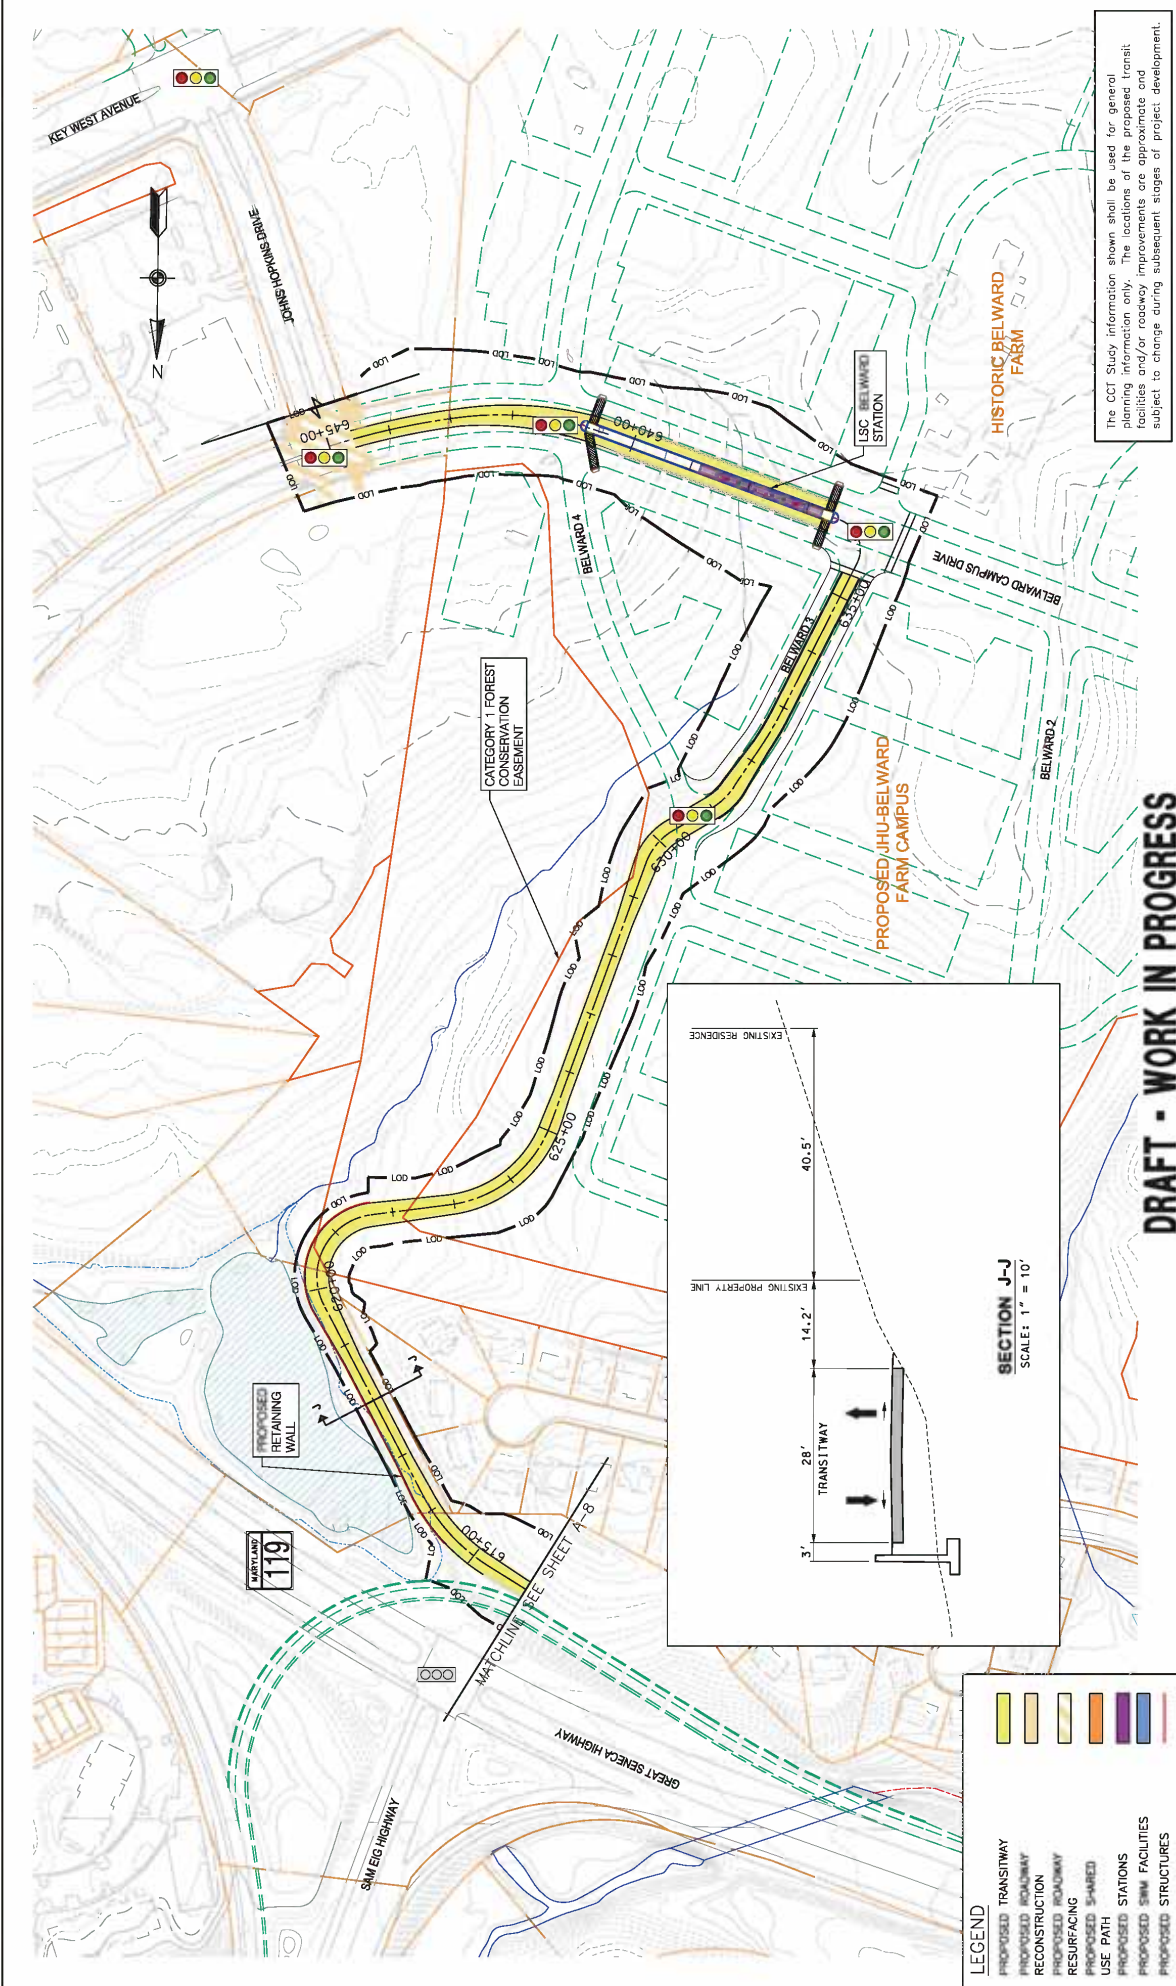 KEY WEST AVENUE
JOHNS HOPKINS DRIVE
N
The CCT Study information shown shall be used for general
planning information only. The locations of the proposed transit
facilities and/or roadway improvements are approximate and
subject to change during subsequent stages of project development.
HISTORIC BELWARD
FARM
LSC BELWARD
STATION
645+00
640+00
635+00
630+00
625+00
620+00
615+00
BELWARD 4
BELWARD 3
BELWARD CAMPUS DRIVE
BELWARD-2
CATEGORY 1 FOREST
CONSERVATION
EASEMENT
PROPOSED JHU-BELWARD
FARM CAMPUS
LOD
PROPOSED
RETAINING
WALL
J
J
MARYLAND
119
MATCHLINE SEE SHEET A-8
GREAT SENECA HIGHWAY
SAM EIG HIGHWAY
EXISTING RESIDENCE
EXISTING PROPERTY LINE
40.5'
14.2'
28'
TRANSITWAY
3'
SECTION J-J
SCALE: 1" = 10'
DRAFT - WORK IN PROGRESS
LEGEND
PROPOSED TRANSITWAY
PROPOSED ROADWAY
RECONSTRUCTION
PROPOSED ROADWAY
RESURFACING
PROPOSED SHARED
USE PATH
PROPOSED STATIONS
PROPOSED SWM FACILITIES
PROPOSED STRUCTURES